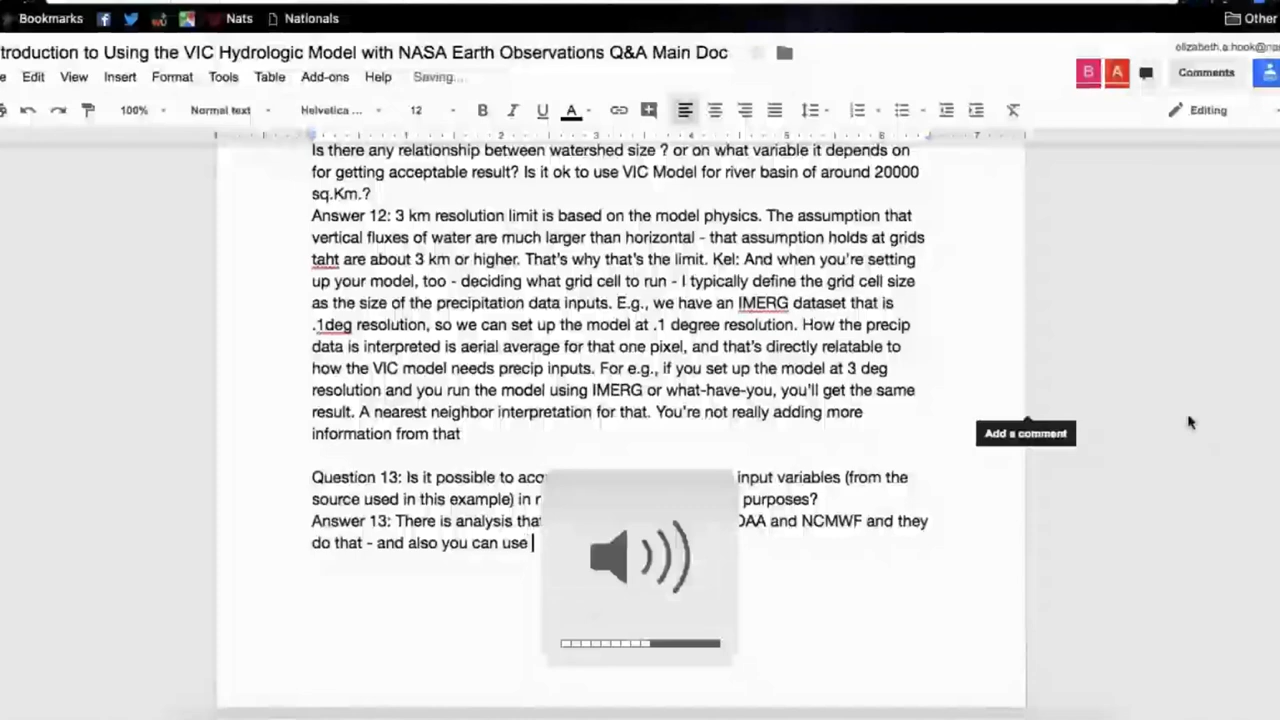 Bookmarks Nats Nationals Other
troduction to Using the VIC Hydrologic Model with NASA Earth Observations Q&A Main Doc
elizabeth.a.hook@na
Edit View Insert Format Tools Table Add-ons Help Saving...
B A Comments
100% Normal text Helvetica ... 12 B I U A Editing
1 2 3 4 5 6 7
Is there any relationship between watershed size ? or on what variable it depends on
for getting acceptable result? Is it ok to use VIC Model for river basin of around 20000
sq.Km.?
Answer 12: 3 km resolution limit is based on the model physics. The assumption that
vertical fluxes of water are much larger than horizontal - that assumption holds at grids
taht are about 3 km or higher. That's why that's the limit. Kel: And when you're setting
up your model, too - deciding what grid cell to run - I typically define the grid cell size
as the size of the precipitation data inputs. E.g., we have an IMERG dataset that is
.1deg resolution, so we can set up the model at .1 degree resolution. How the precip
data is interpreted is aerial average for that one pixel, and that's directly relatable to
how the VIC model needs precip inputs. For e.g., if you set up the model at 3 deg
resolution and you run the model using IMERG or what-have-you, you'll get the same
result. A nearest neighbor interpretation for that. You're not really adding more
information from that
Add a comment
Question 13: Is it possible to acq input variables (from the
source used in this example) in purposes?
Answer 13: There is analysis that OAA and NCMWF and they
do that - and also you can use